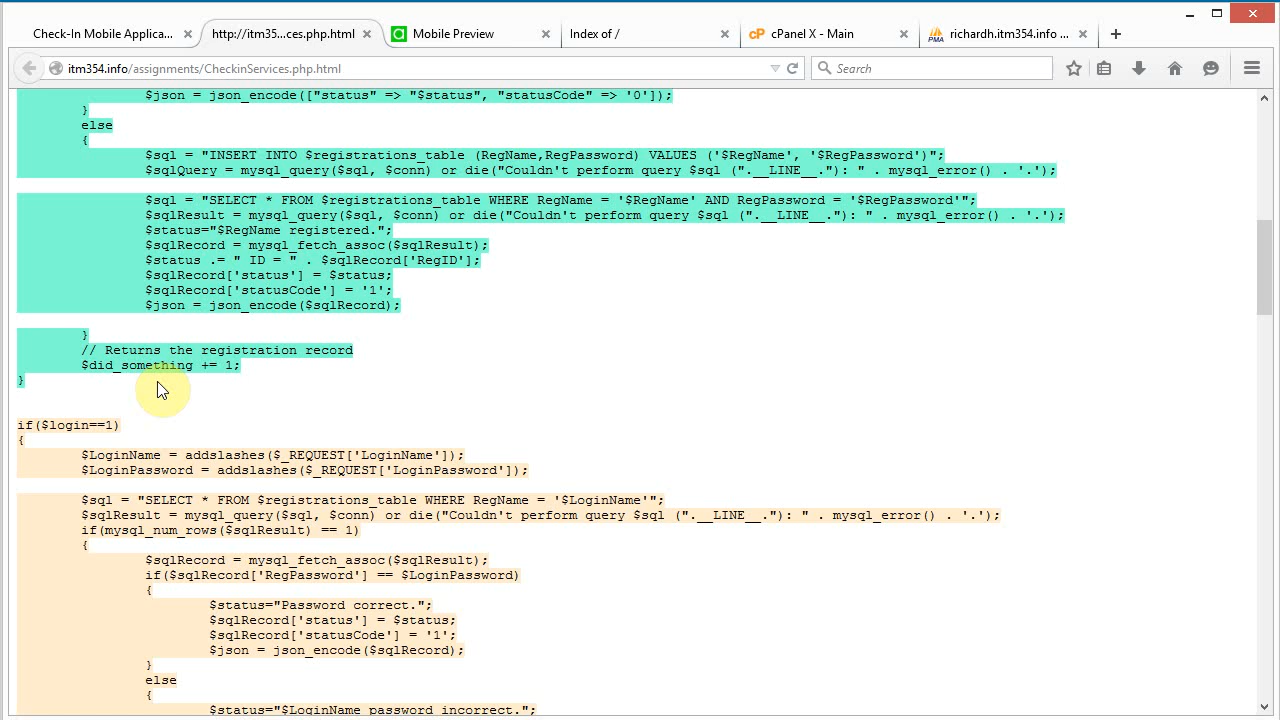 Check-In Mobile Applica...
http://itm35...ces.php.html
Mobile Preview
Index of /
cPanel X - Main
richardh.itm354.info ...
itm354.info/assignments/CheckinServices.php.html
Search
$json = json_encode(["status" => "$status", "statusCode" => '0']);
}
else
{
$sql = "INSERT INTO $registrations_table (RegName,RegPassword) VALUES ('$RegName', '$RegPassword')";
$sqlQuery = mysql_query($sql, $conn) or die("Couldn't perform query $sql (".__LINE__."): " . mysql_error() . '.');
$sql = "SELECT * FROM $registrations_table WHERE RegName = '$RegName' AND RegPassword = '$RegPassword'";
$sqlResult = mysql_query($sql, $conn) or die("Couldn't perform query $sql (".__LINE__."): " . mysql_error() . '.');
$status="$RegName registered.";
$sqlRecord = mysql_fetch_assoc($sqlResult);
$status .= " ID = " . $sqlRecord['RegID'];
$sqlRecord['status'] = $status;
$sqlRecord['statusCode'] = '1';
$json = json_encode($sqlRecord);
}
// Returns the registration record
$did_something += 1;
}
if($login==1)
{
$LoginName = addslashes($_REQUEST['LoginName']);
$LoginPassword = addslashes($_REQUEST['LoginPassword']);
$sql = "SELECT * FROM $registrations_table WHERE RegName = '$LoginName'";
$sqlResult = mysql_query($sql, $conn) or die("Couldn't perform query $sql (".__LINE__."): " . mysql_error() . '.');
if(mysql_num_rows($sqlResult) == 1)
{
$sqlRecord = mysql_fetch_assoc($sqlResult);
if($sqlRecord['RegPassword'] == $LoginPassword)
{
$status="Password correct.";
$sqlRecord['status'] = $status;
$sqlRecord['statusCode'] = '1';
$json = json_encode($sqlRecord);
}
else
{
$status="$LoginName password incorrect.";